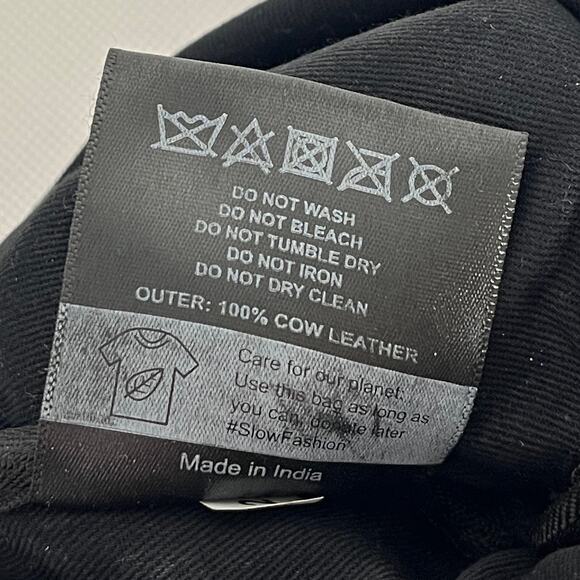 DO NOT WASH
DO NOT BLEACH
DO NOT TUMBLE DRY
DO NOT IRON
DO NOT DRY CLEAN
OUTER: 100% COW LEATHER
Care for our planet:
Use this bag as long as
you can, donate later
#SlowFashion
Made in India